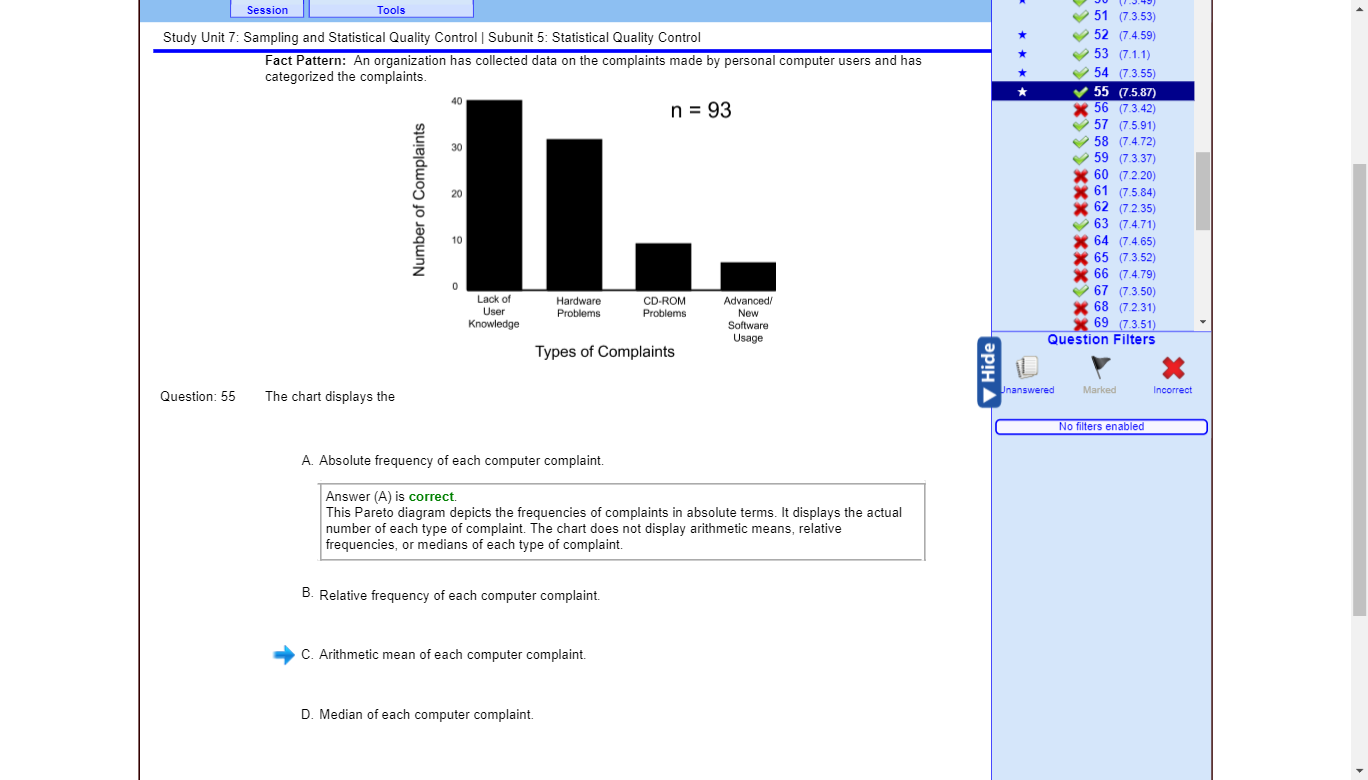 Session
Tools
Study Unit 7: Sampling and Statistical Quality Control | Subunit 5: Statistical Quality Control
Fact Pattern: An organization has collected data on the complaints made by personal computer users and has
categorized the complaints.
n = 93
Number of Complaints
40
30
20
10
0
Lack of
User
Knowledge
Hardware
Problems
CD-ROM
Problems
Advanced/
New
Software
Usage
Types of Complaints
Question: 55 The chart displays the
A. Absolute frequency of each computer complaint.
Answer (A) is correct.
This Pareto diagram depicts the frequencies of complaints in absolute terms. It displays the actual
number of each type of complaint. The chart does not display arithmetic means, relative
frequencies, or medians of each type of complaint.
B. Relative frequency of each computer complaint.
C. Arithmetic mean of each computer complaint.
D. Median of each computer complaint.
50 (7.3.49)
51 (7.3.53)
52 (7.4.59)
53 (7.1.1)
54 (7.3.55)
55 (7.5.87)
56 (7.3.42)
57 (7.5.91)
58 (7.4.72)
59 (7.3.37)
60 (7.2.20)
61 (7.5.84)
62 (7.2.35)
63 (7.4.71)
64 (7.4.65)
65 (7.3.52)
66 (7.4.79)
67 (7.3.50)
68 (7.2.31)
69 (7.3.51)
Question Filters
Hide
Unanswered
Marked
Incorrect
No filters enabled